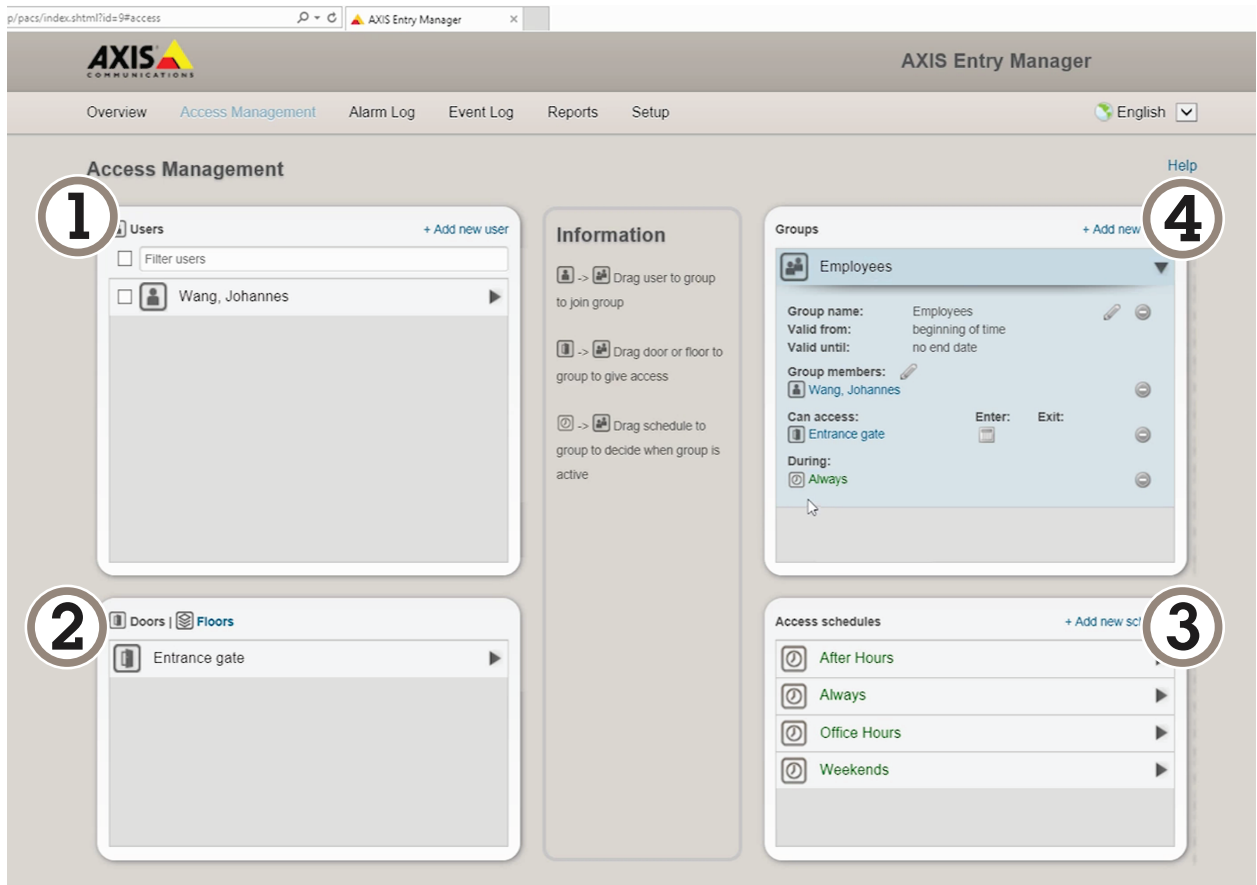 p/pacs/index.shtml?id=9#access
AXIS Entry Manager
AXIS
COMMUNICATIONS
AXIS Entry Manager
Overview
Access Management
Alarm Log
Event Log
Reports
Setup
English
Access Management
Help
1
Users
+ Add new user
Filter users
Wang, Johannes
2
Doors | Floors
Entrance gate
Information
-> Drag user to group
to join group
-> Drag door or floor to
group to give access
-> Drag schedule to
group to decide when group is
active
4
Groups
+ Add new
Employees
Group name: Employees
Valid from: beginning of time
Valid until: no end date
Group members:
Wang, Johannes
Can access: Enter: Exit:
Entrance gate
During:
Always
3
Access schedules
+ Add new
After Hours
Always
Office Hours
Weekends